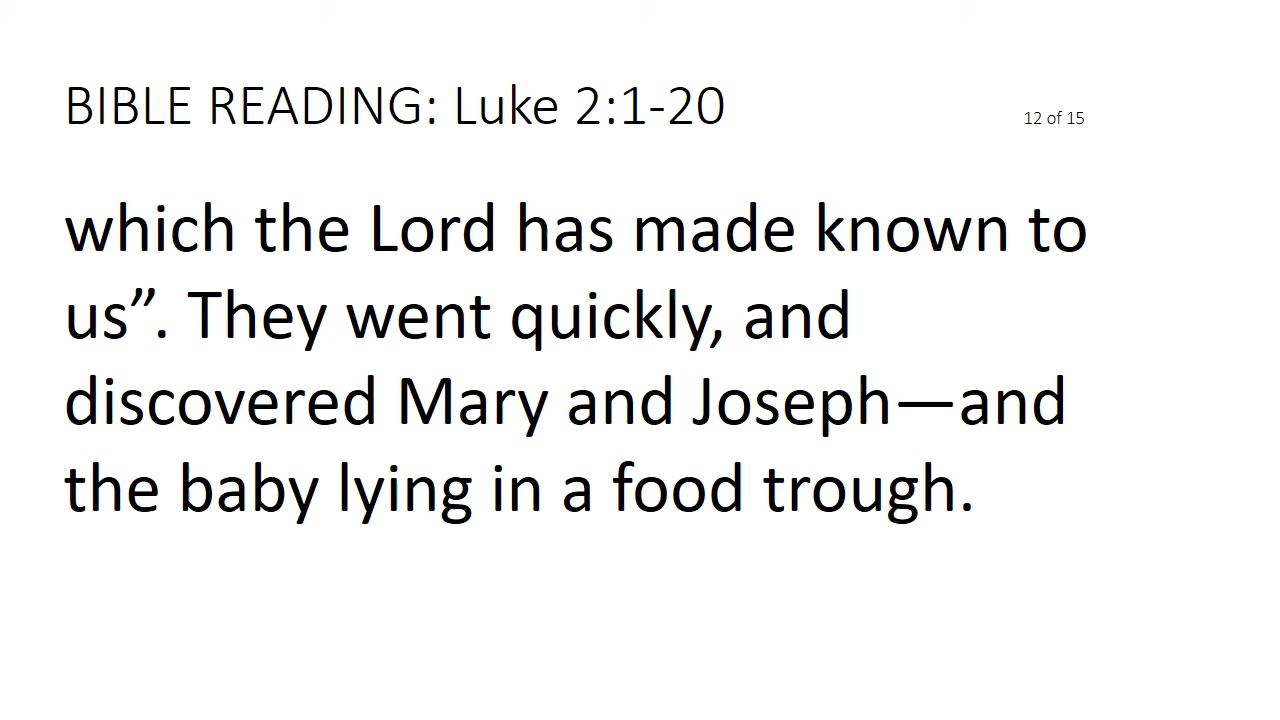 BIBLE READING: Luke 2:1-20
12 of 15
which the Lord has made known to
us”. They went quickly, and
discovered Mary and Joseph—and
the baby lying in a food trough.